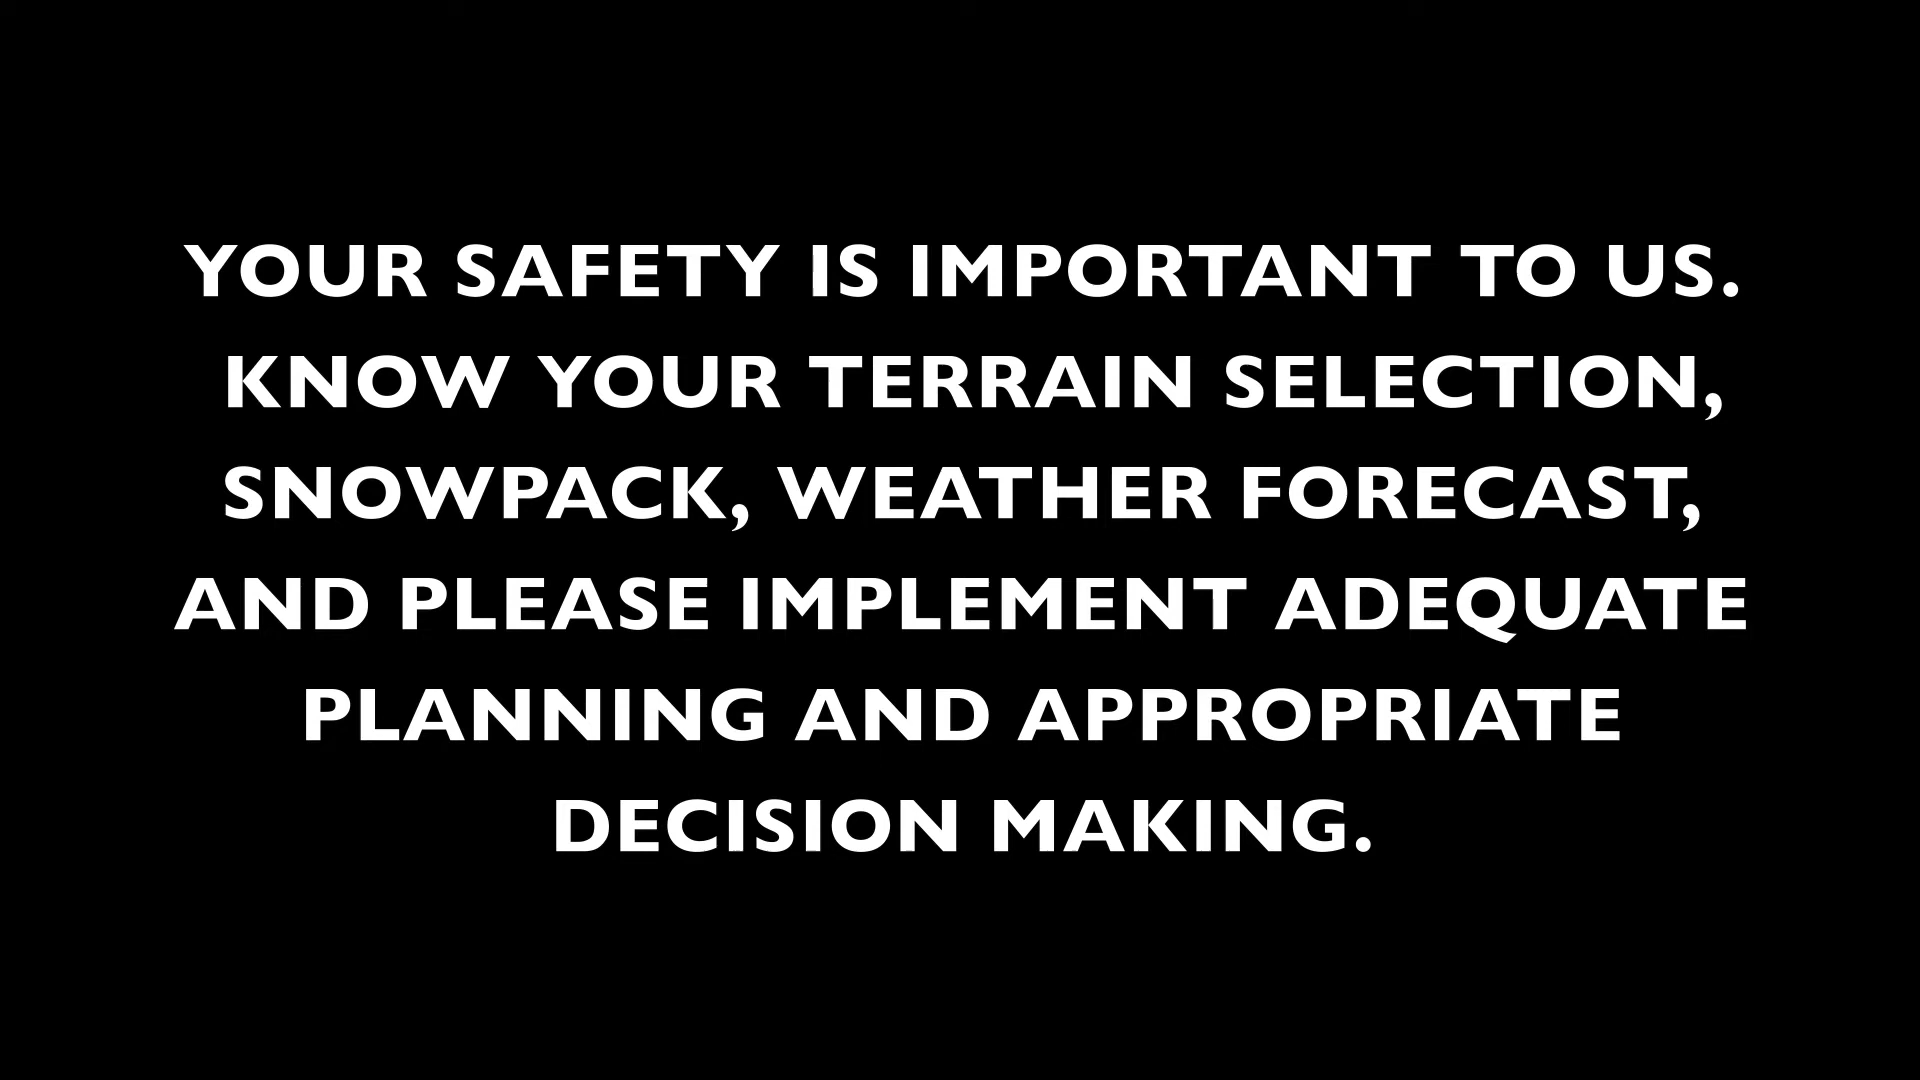 YOUR SAFETY IS IMPORTANT TO US.
KNOW YOUR TERRAIN SELECTION,
SNOWPACK, WEATHER FORECAST,
AND PLEASE IMPLEMENT ADEQUATE
PLANNING AND APPROPRIATE
DECISION MAKING.